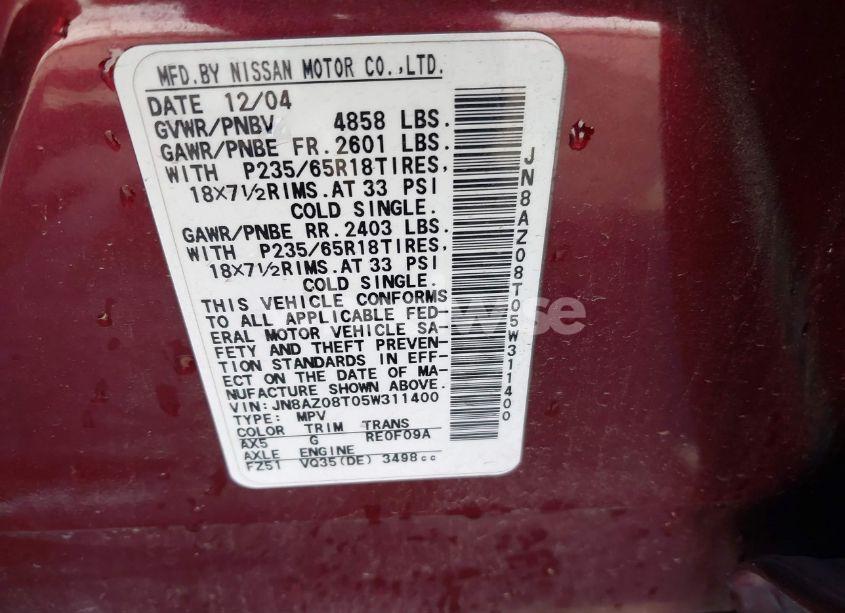 MFD.BY NISSAN MOTOR CO.,LTD.
DATE 12/04
GVWR/PNBV 4858 LBS.
GAWR/PNBE FR.2601 LBS.
WITH P235/65R18TIRES,
18X7½RIMS.AT 33 PSI
COLD SINGLE.
GAWR/PNBE RR.2403 LBS.
WITH P235/65R18TIRES,
18X7½RIMS.AT 33 PSI
COLD SINGLE.
THIS VEHICLE CONFORMS
TO ALL APPLICABLE FED-
ERAL MOTOR VEHICLE SA-
FETY AND THEFT PREVEN-
TION STANDARDS IN EFF-
ECT ON THE DATE OF MA-
NUFACTURE SHOWN ABOVE.
VIN:JN8AZ08T05W311400
TYPE: MPV
COLOR TRIM TRANS
AX5 G RE0F09A
AXLE ENGINE
FZ51 VQ35(DE) 3498cc
JN8AZ08T05W311400